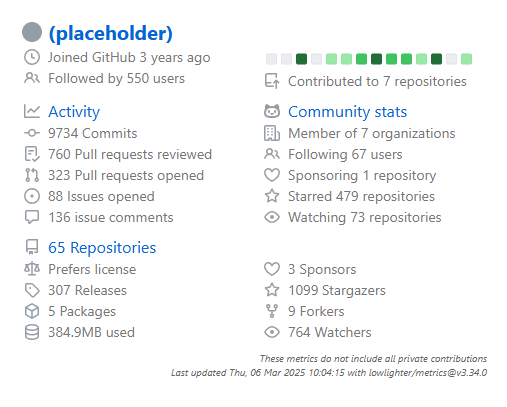 (placeholder)
Joined GitHub 3 years ago
Followed by 550 users
Contributed to 7 repositories
Activity
9734 Commits
760 Pull requests reviewed
323 Pull requests opened
88 Issues opened
136 issue comments
Community stats
Member of 7 organizations
Following 67 users
Sponsoring 1 repository
Starred 479 repositories
Watching 73 repositories
65 Repositories
Prefers license
307 Releases
5 Packages
384.9MB used
3 Sponsors
1099 Stargazers
9 Forkers
764 Watchers
These metrics do not include all private contributions
Last updated Thu, 06 Mar 2025 10:04:15 with lowlighter/metrics@v3.34.0